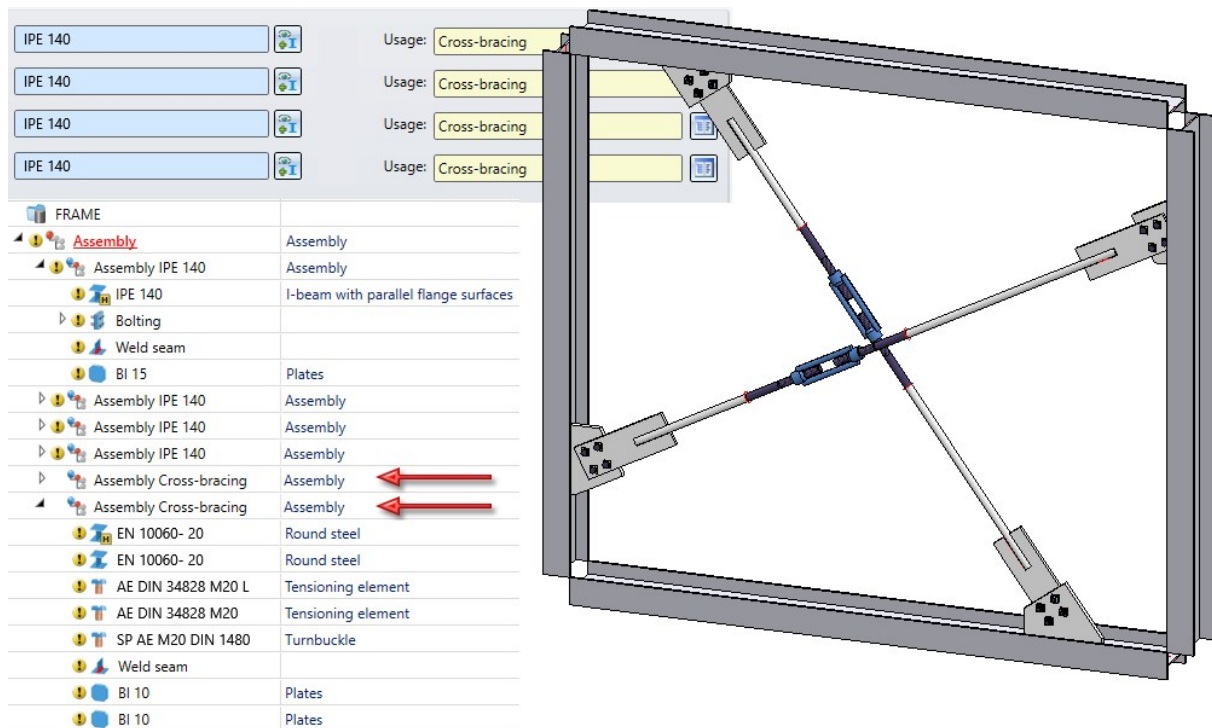 IPE 140 Usage: Cross-bracing
IPE 140 Usage: Cross-bracing
IPE 140 Usage: Cross-bracing
IPE 140 Usage: Cross-bracing
FRAME
Assembly Assembly
Assembly IPE 140 Assembly
IPE 140 I-beam with parallel flange surfaces
Bolting
Weld seam
Bl 15 Plates
Assembly IPE 140 Assembly
Assembly IPE 140 Assembly
Assembly IPE 140 Assembly
Assembly Cross-bracing Assembly
Assembly Cross-bracing Assembly
EN 10060- 20 Round steel
EN 10060- 20 Round steel
AE DIN 34828 M20 L Tensioning element
AE DIN 34828 M20 Tensioning element
SP AE M20 DIN 1480 Turnbuckle
Weld seam
Bl 10 Plates
Bl 10 Plates